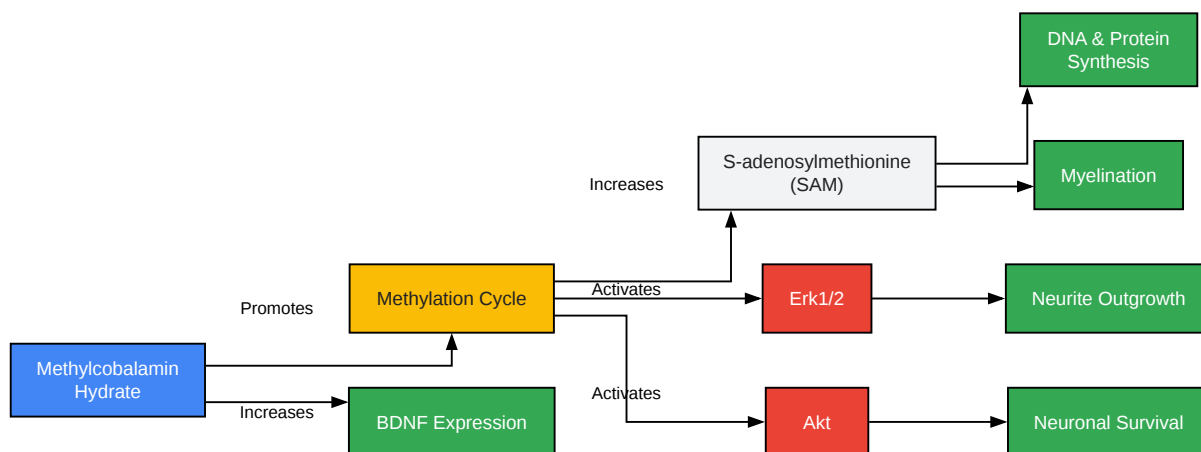 DNA & Protein
Synthesis
S-adenosylmethionine
(SAM)
Increases
Myelination
Methylation Cycle
Activates
Erk1/2
Neurite Outgrowth
Promotes
Methylcobalamin
Hydrate
Increases
BDNF Expression
Activates
Akt
Neuronal Survival